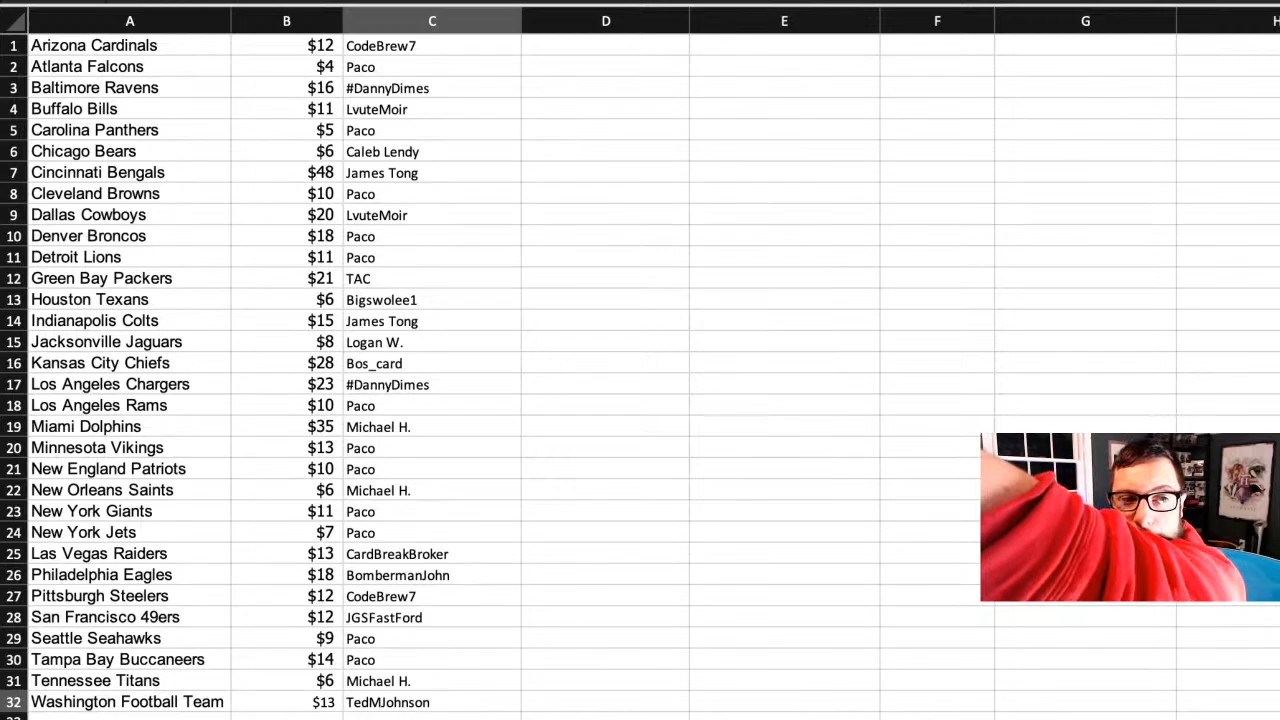 A B C D E F G H
1 Arizona Cardinals $12 CodeBrew7
2 Atlanta Falcons $4 Paco
3 Baltimore Ravens $16 #DannyDimes
4 Buffalo Bills $11 LvuteMoir
5 Carolina Panthers $5 Paco
6 Chicago Bears $6 Caleb Lendy
7 Cincinnati Bengals $48 James Tong
8 Cleveland Browns $10 Paco
9 Dallas Cowboys $20 LvuteMoir
10 Denver Broncos $18 Paco
11 Detroit Lions $11 Paco
12 Green Bay Packers $21 TAC
13 Houston Texans $6 Bigswolee1
14 Indianapolis Colts $15 James Tong
15 Jacksonville Jaguars $8 Logan W.
16 Kansas City Chiefs $28 Bos_card
17 Los Angeles Chargers $23 #DannyDimes
18 Los Angeles Rams $10 Paco
19 Miami Dolphins $35 Michael H.
20 Minnesota Vikings $13 Paco
21 New England Patriots $10 Paco
22 New Orleans Saints $6 Michael H.
23 New York Giants $11 Paco
24 New York Jets $7 Paco
25 Las Vegas Raiders $13 CardBreakBroker
26 Philadelphia Eagles $18 BombermanJohn
27 Pittsburgh Steelers $12 CodeBrew7
28 San Francisco 49ers $12 JGSFastFord
29 Seattle Seahawks $9 Paco
30 Tampa Bay Buccaneers $14 Paco
31 Tennessee Titans $6 Michael H.
32 Washington Football Team $13 TedMJohnson